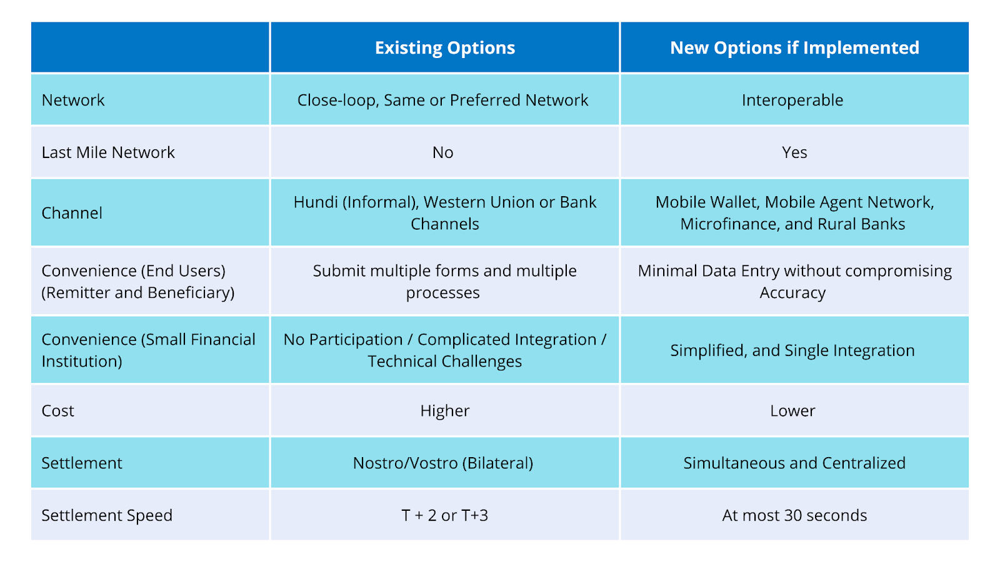 Existing Options
New Options if Implemented
Network
Close-loop, Same or Preferred Network
Interoperable
Last Mile Network
No
Yes
Channel
Hundi (Informal), Western Union or Bank
Channels
Mobile Wallet, Mobile Agent Network,
Microfinance, and Rural Banks
Convenience (End Users)
(Remitter and Beneficiary)
Submit multiple forms and multiple
processes
Minimal Data Entry without compromising
Accuracy
Convenience (Small Financial
Institution)
No Participation / Complicated Integration /
Technical Challenges
Simplified, and Single Integration
Cost
Higher
Lower
Settlement
Nostro/Vostro (Bilateral)
Simultaneous and Centralized
Settlement Speed
T + 2 or T+3
At most 30 seconds